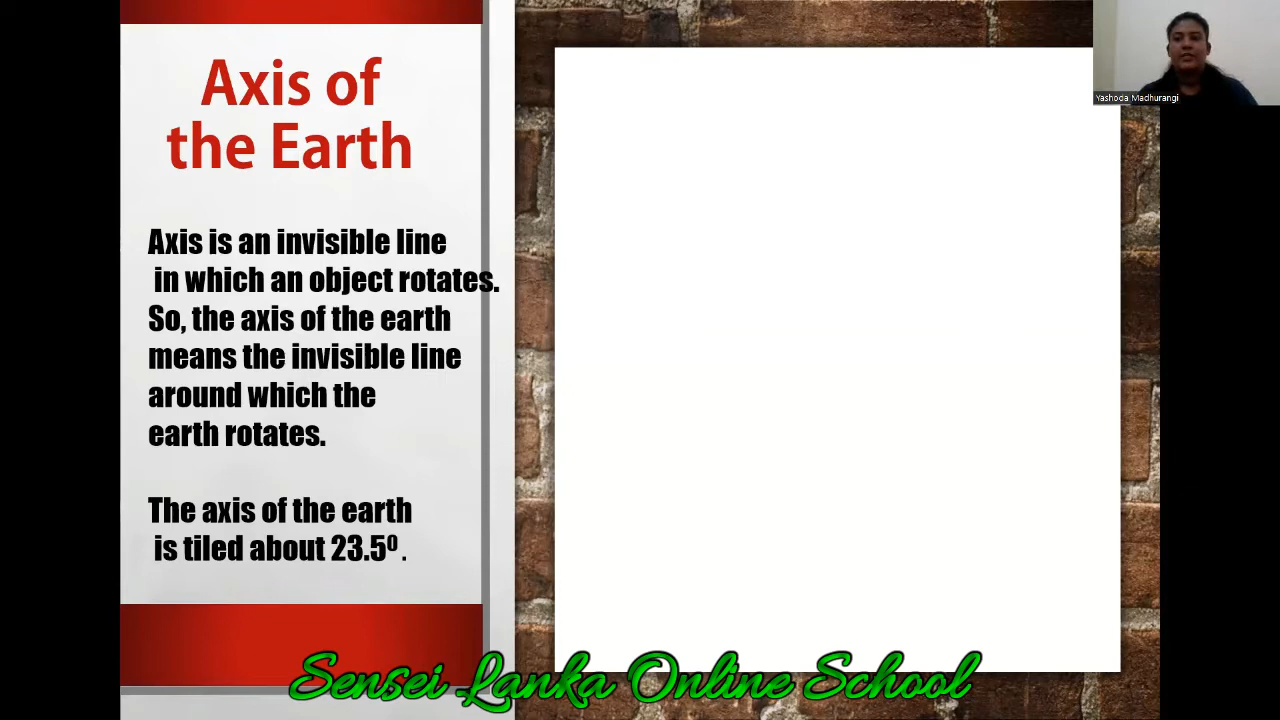 Axis of
the Earth
Yashoda Madhurangi
Axis is an invisible line
in which an object rotates.
So, the axis of the earth
means the invisible line
around which the
earth rotates.
The axis of the earth
is tiled about 23.5⁰ .
Sensei Lanka Online School